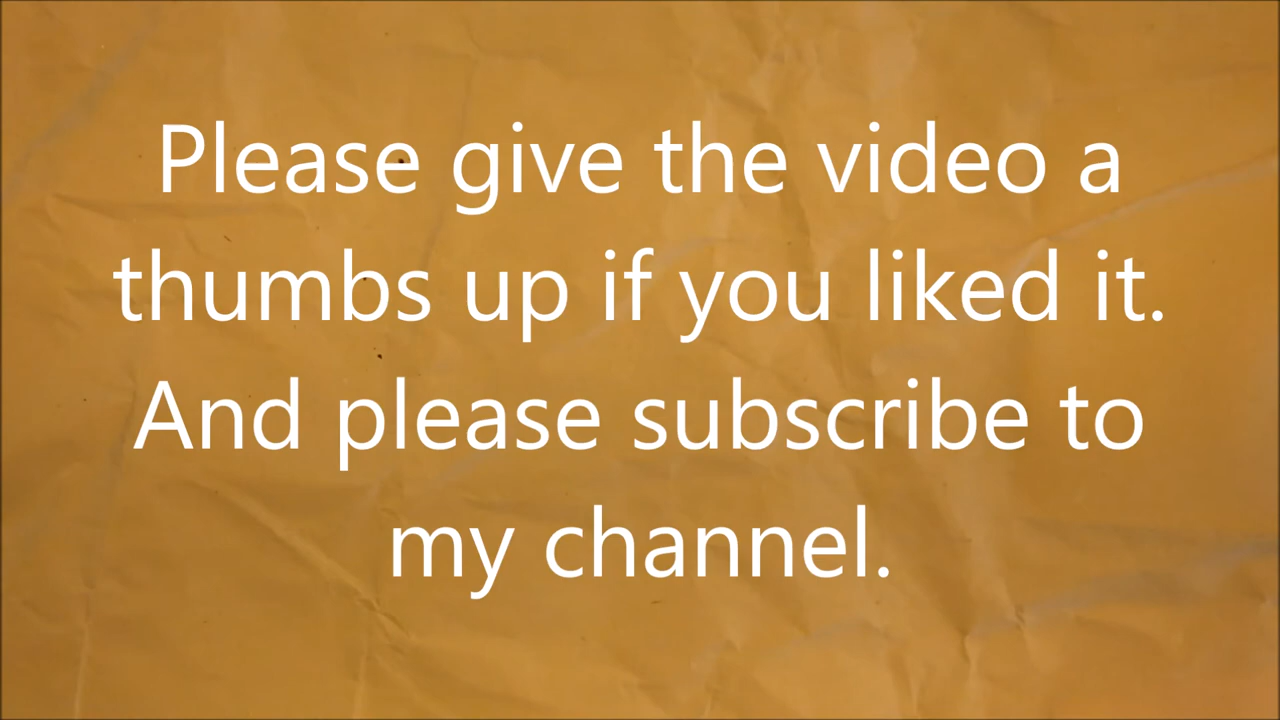 Please give the video a
thumbs up if you liked it.
And please subscribe to
my channel.